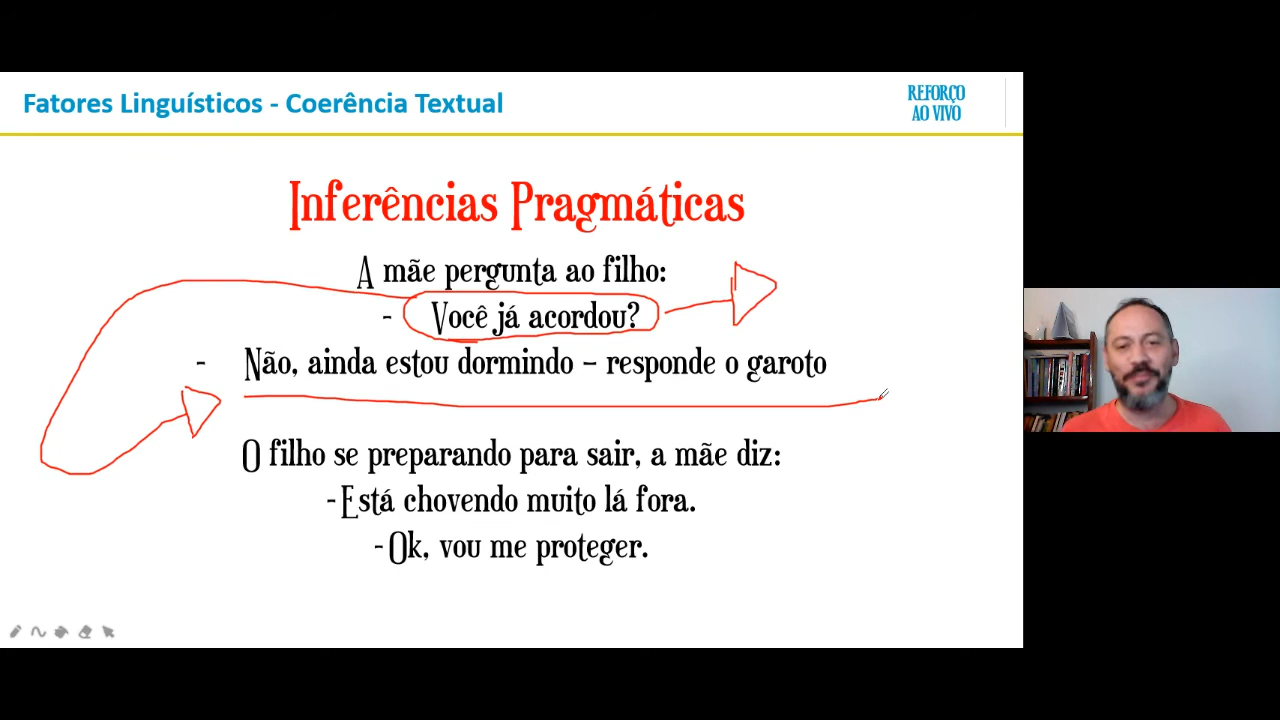 Fatores Linguísticos - Coerência Textual
REFORÇO
AO VIVO
Inferências Pragmáticas
A mãe pergunta ao filho:
- Você já acordou?
- Não, ainda estou dormindo – responde o garoto
O filho se preparando para sair, a mãe diz:
- Está chovendo muito lá fora.
- Ok, vou me proteger.